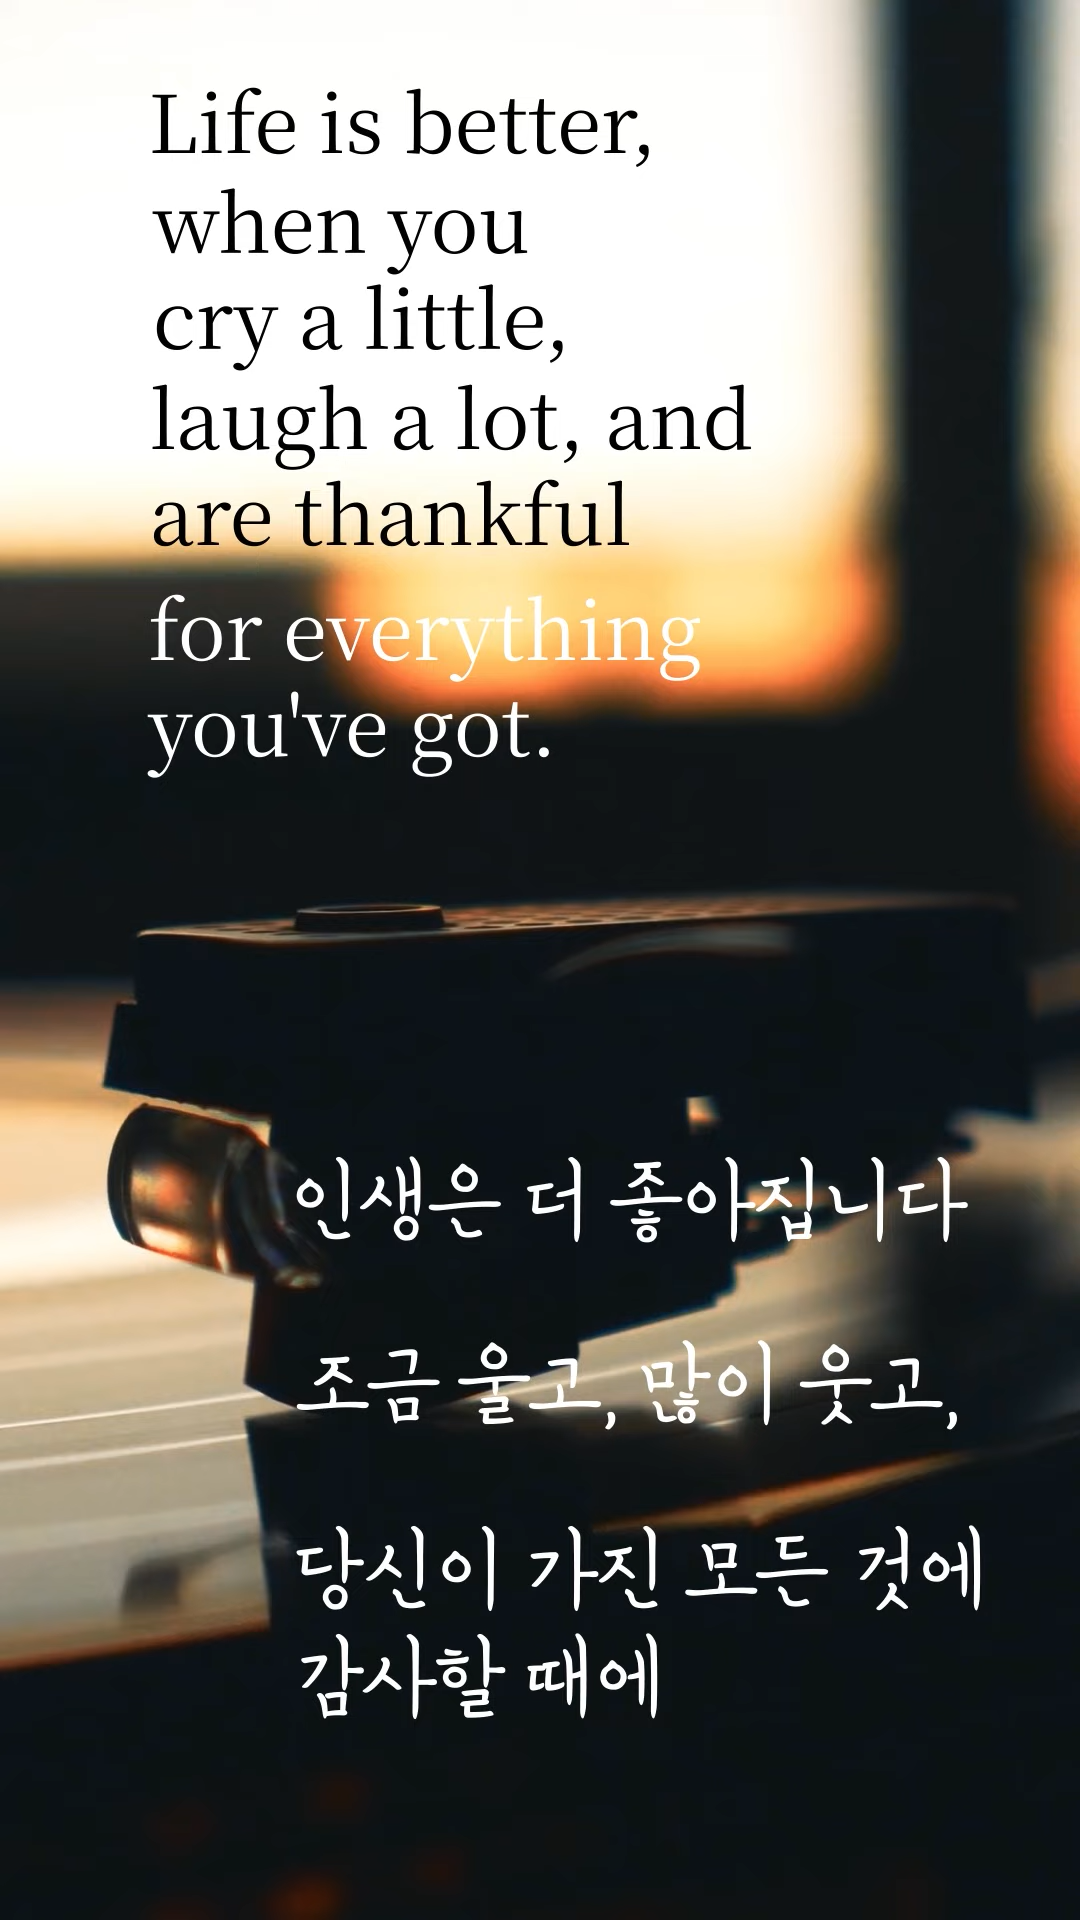 Life is better,
when you
cry a little,
laugh a lot, and
are thankful
for everything
you've got.
인생은 더 좋아집니다
조금 울고, 많이 웃고,
당신이 가진 모든 것에
감사할 때에